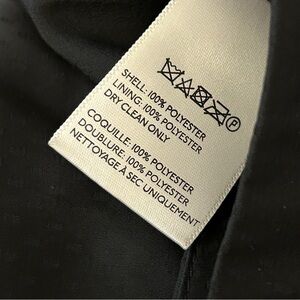 SHELL: 100% POLYESTER
LINING: 100% POLYESTER
DRY CLEAN ONLY
COQUILLE: 100% POLYESTER
DOUBLURE: 100% POLYESTER
NETTOYAGE À SEC UNIQUEMENT